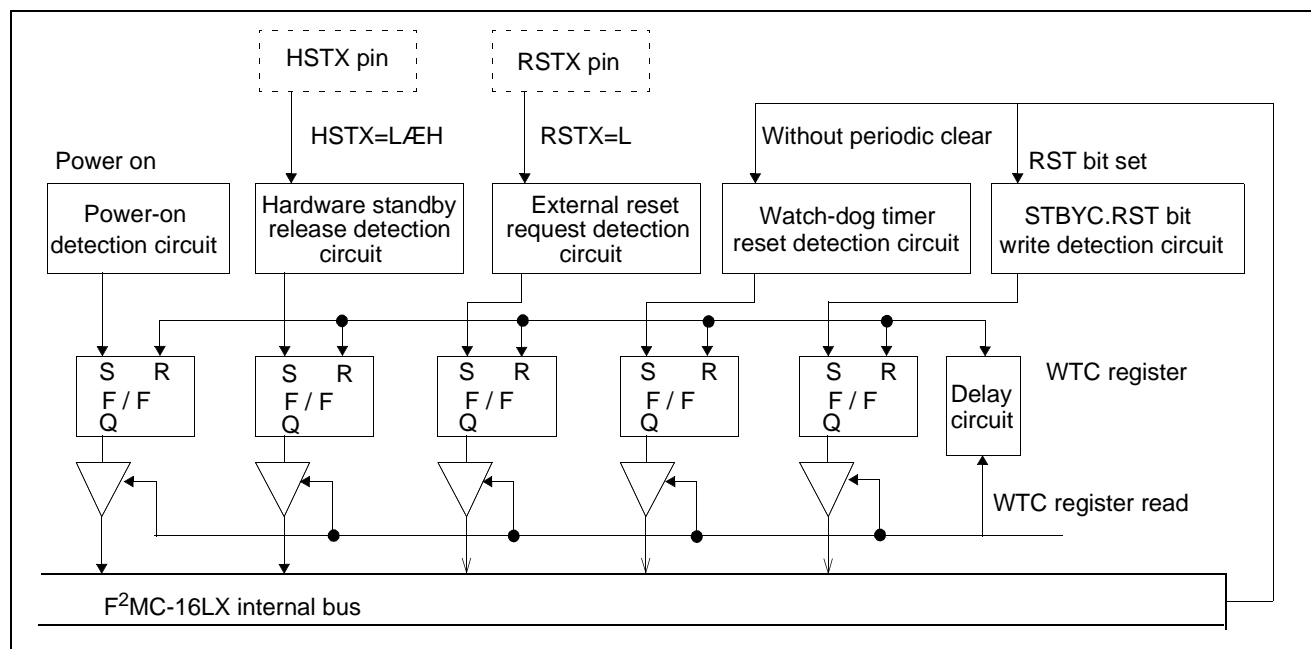 HSTX pin
RSTX pin
HSTX=LÆH
RSTX=L
Without periodic clear
Power on
RST bit set
Power-on
detection circuit
Hardware standby
release detection
circuit
External reset
request detection
circuit
Watch-dog timer
reset detection circuit
STBYC.RST bit
write detection circuit
S R
F / F
Q
S R
F / F
Q
S R
F / F
Q
S R
F / F
Q
S R
F / F
Q
Delay
circuit
WTC register
WTC register read
F²MC-16LX internal bus